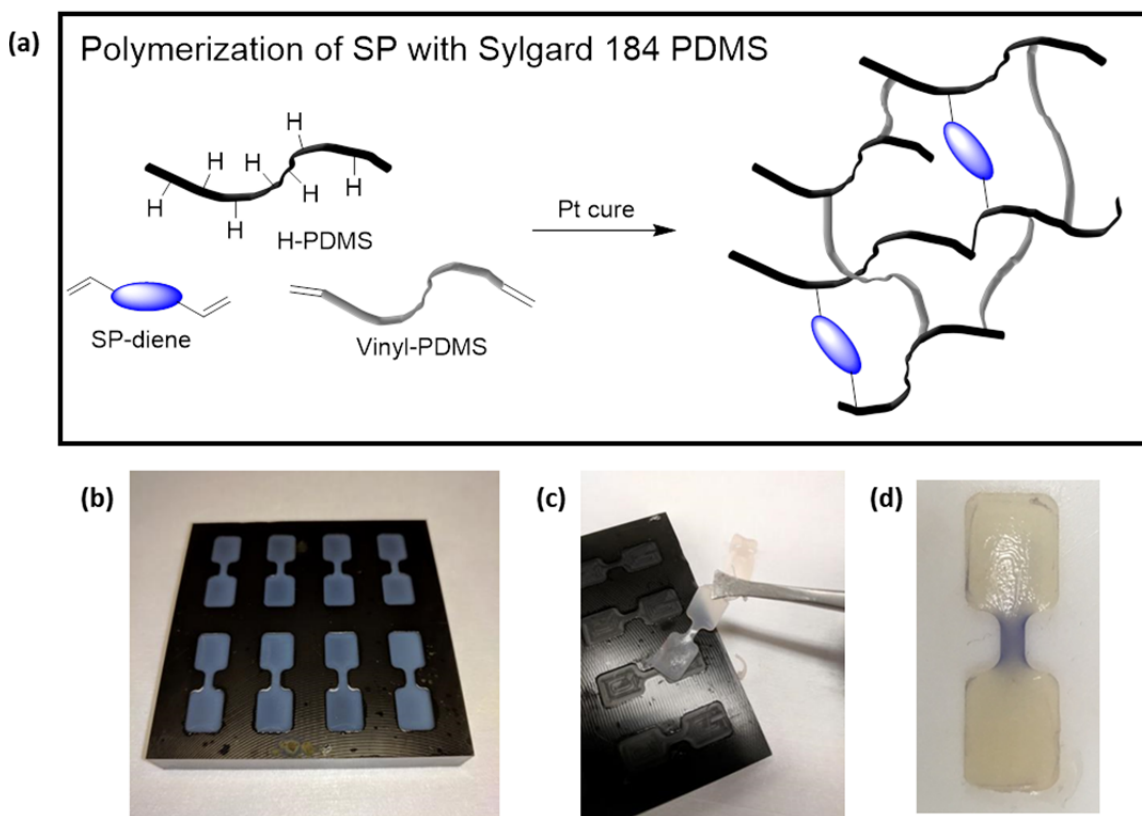 (a)
Polymerization of SP with Sylgard 184 PDMS
H
H
H
H
H
H
H
H-PDMS
Pt cure
SP-diene
Vinyl-PDMS
(b)
(c)
(d)